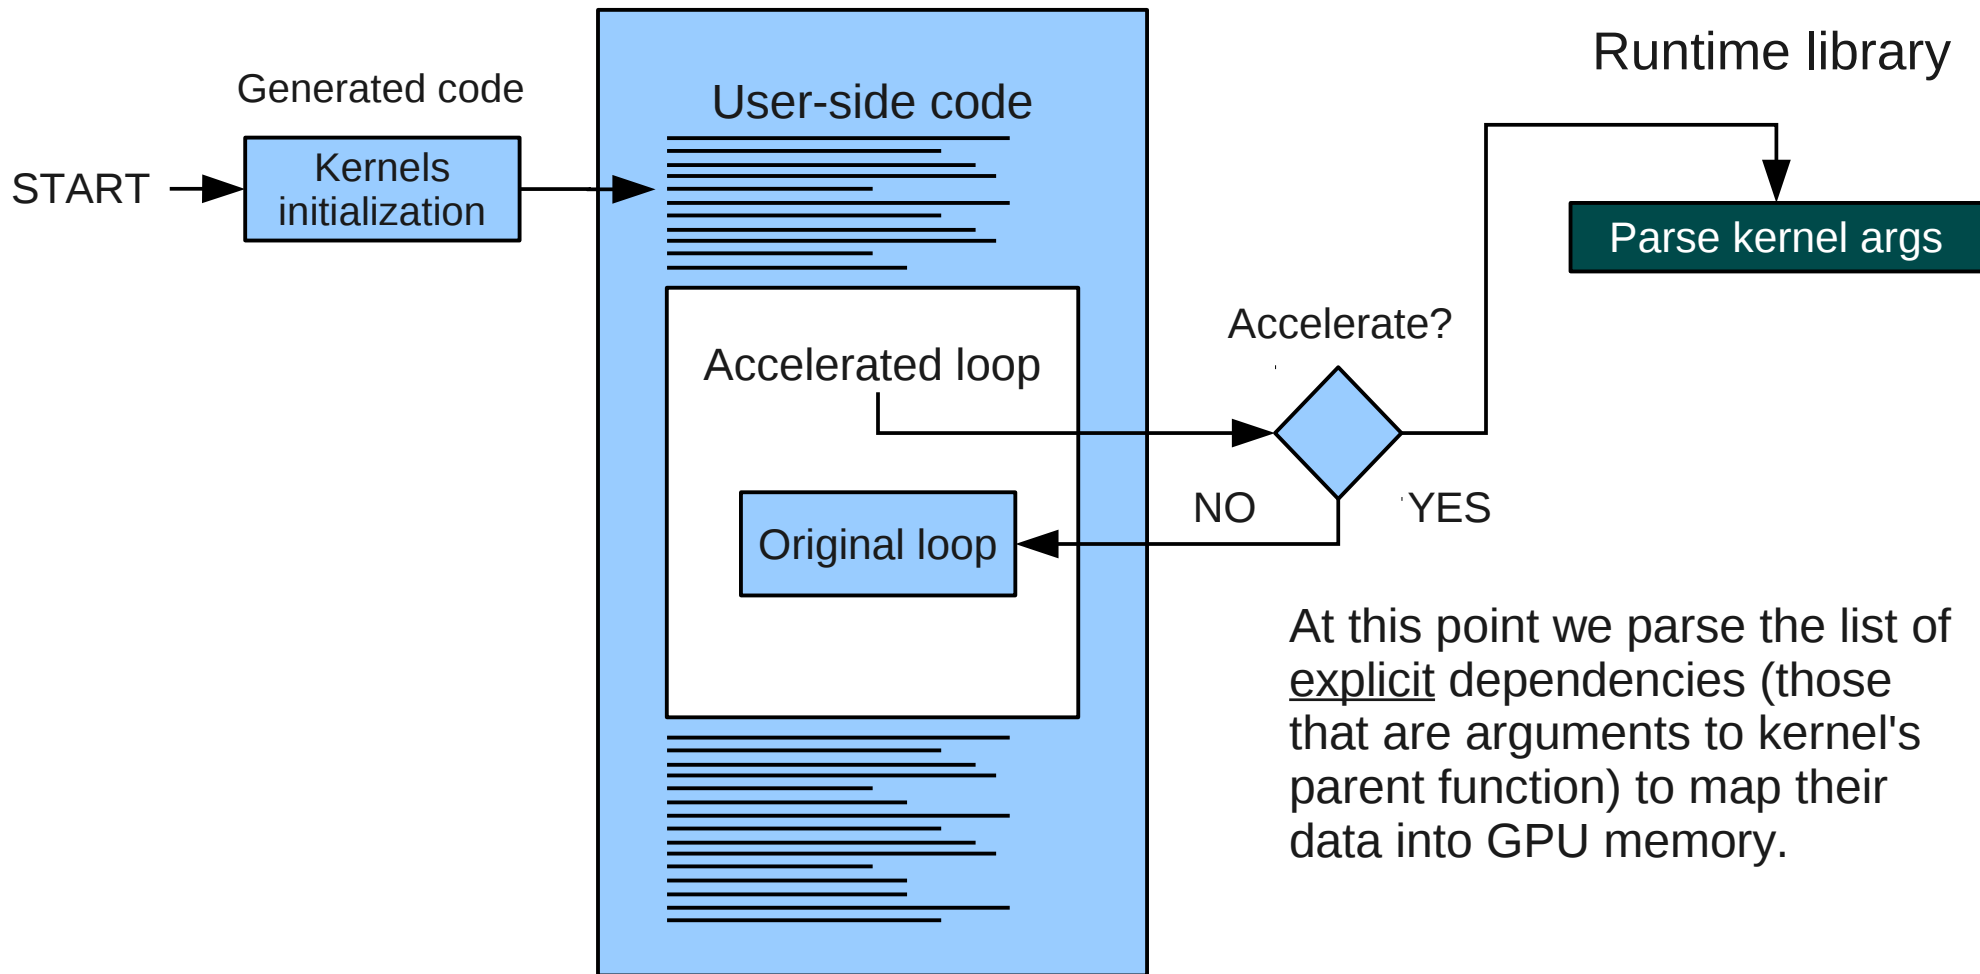 Runtime library
Generated code
User-side code
START
Kernels
initialization
Parse kernel args
Accelerate?
Accelerated loop
NO
YES
Original loop
At this point we parse the list of
explicit dependencies (those
that are arguments to kernel's
parent function) to map their
data into GPU memory.